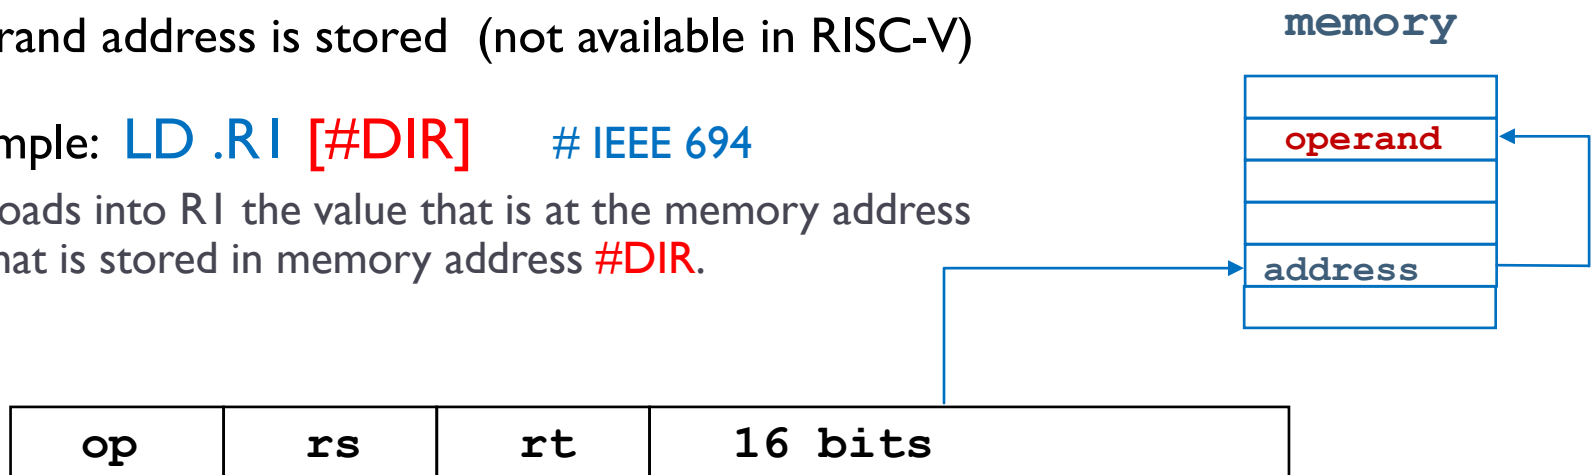 rand address is stored (not available in RISC-V)
memory
mple: LD .R1 [#DIR] # IEEE 694
operand
oads into R1 the value that is at the memory address
hat is stored in memory address #DIR.
address
op rs rt 16 bits